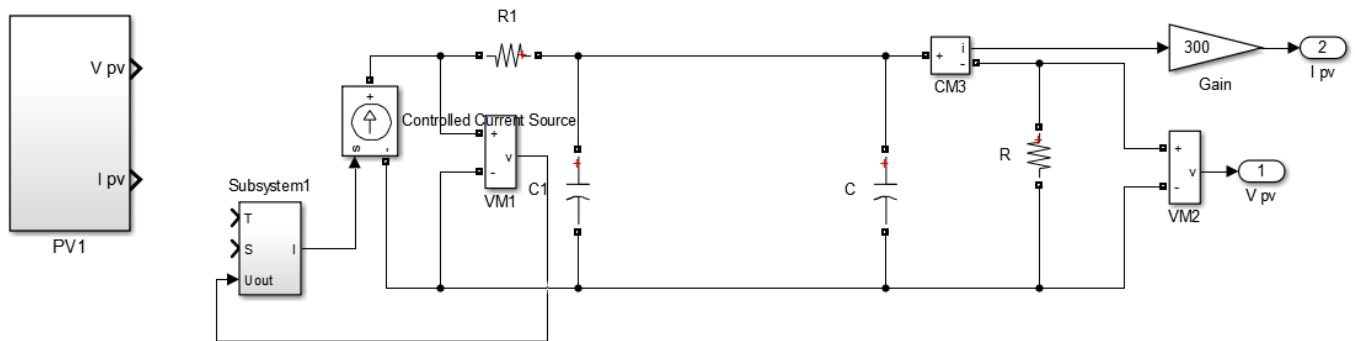 V pv
I pv
PV1
Subsystem1
T
S
I
Uout
+
s
-
Controlled Current Source
R1
+
v
-
VM1
C1
C
+
i
-
CM3
300
Gain
2
I pv
R
+
v
-
VM2
1
V pv